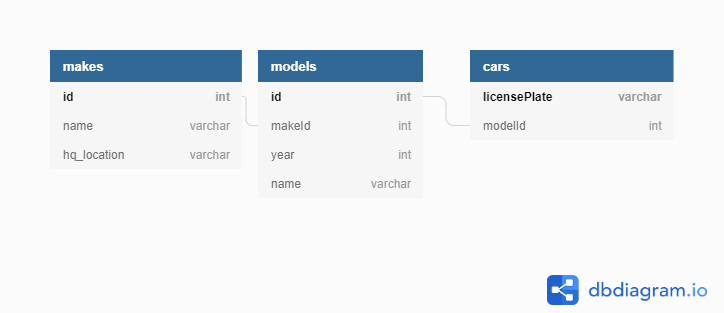 makes
id int
name varchar
hq_location varchar
models
id int
makeId int
year int
name varchar
cars
licensePlate varchar
modelId int
dbdiagram.io